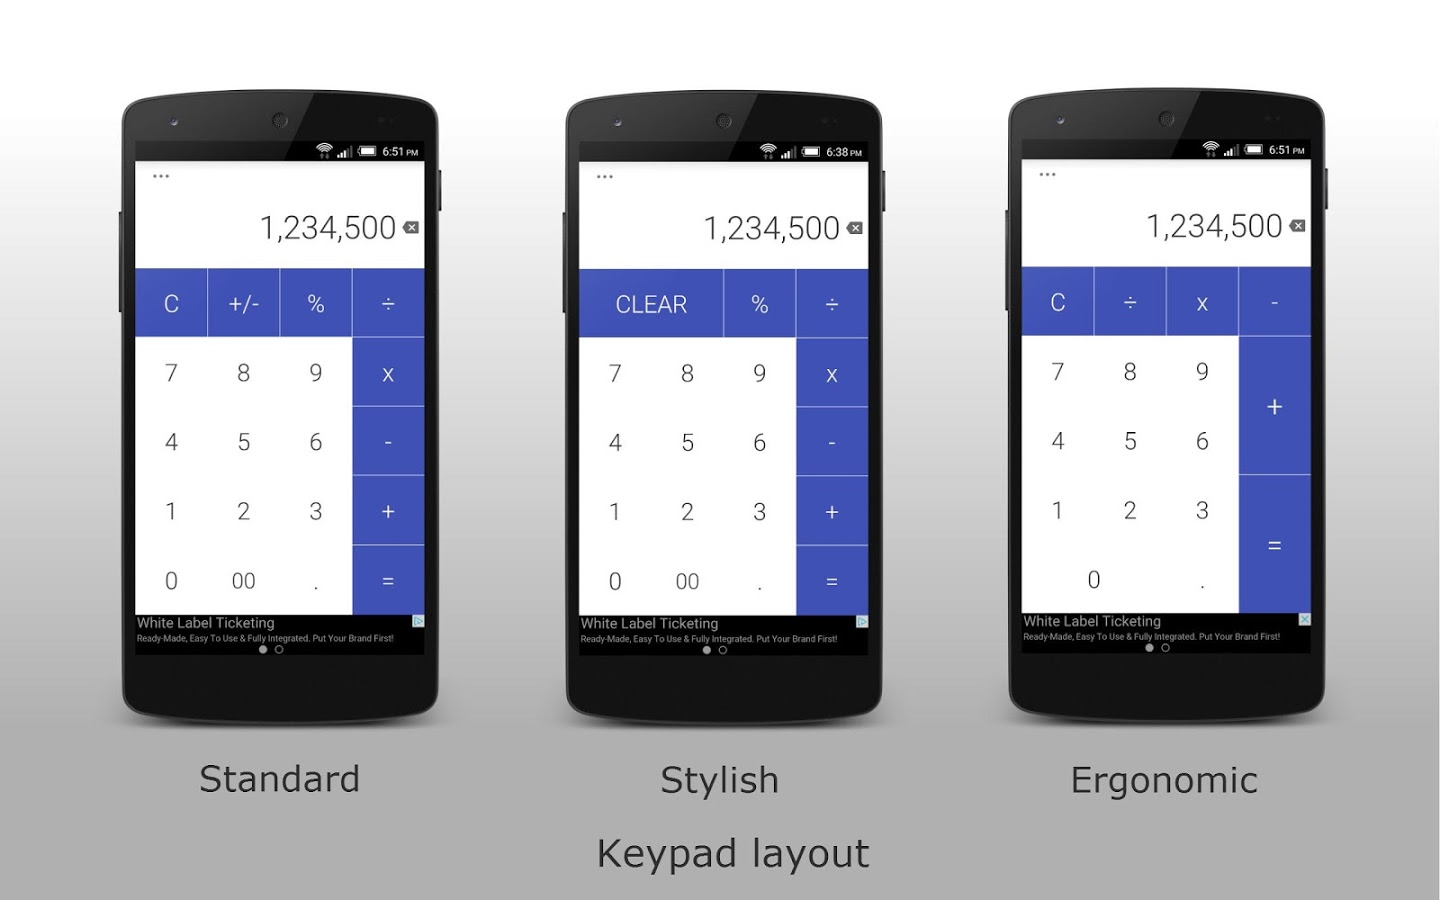 6:51 PM
...
1,234,500
C +/- % ÷
7 8 9 x
4 5 6 -
1 2 3 +
0 00 . =
White Label Ticketing
Ready-Made, Easy To Use & Fully Integrated. Put Your Brand First!
Standard
6:38 PM
...
1,234,500
CLEAR % ÷
7 8 9 x
4 5 6 -
1 2 3 +
0 00 . =
White Label Ticketing
Ready-Made, Easy To Use & Fully Integrated. Put Your Brand First!
Stylish
6:51 PM
...
1,234,500
C ÷ x -
7 8 9
+
4 5 6
1 2 3
=
0 .
White Label Ticketing
Ready-Made, Easy To Use & Fully Integrated. Put Your Brand First!
Ergonomic
Keypad layout